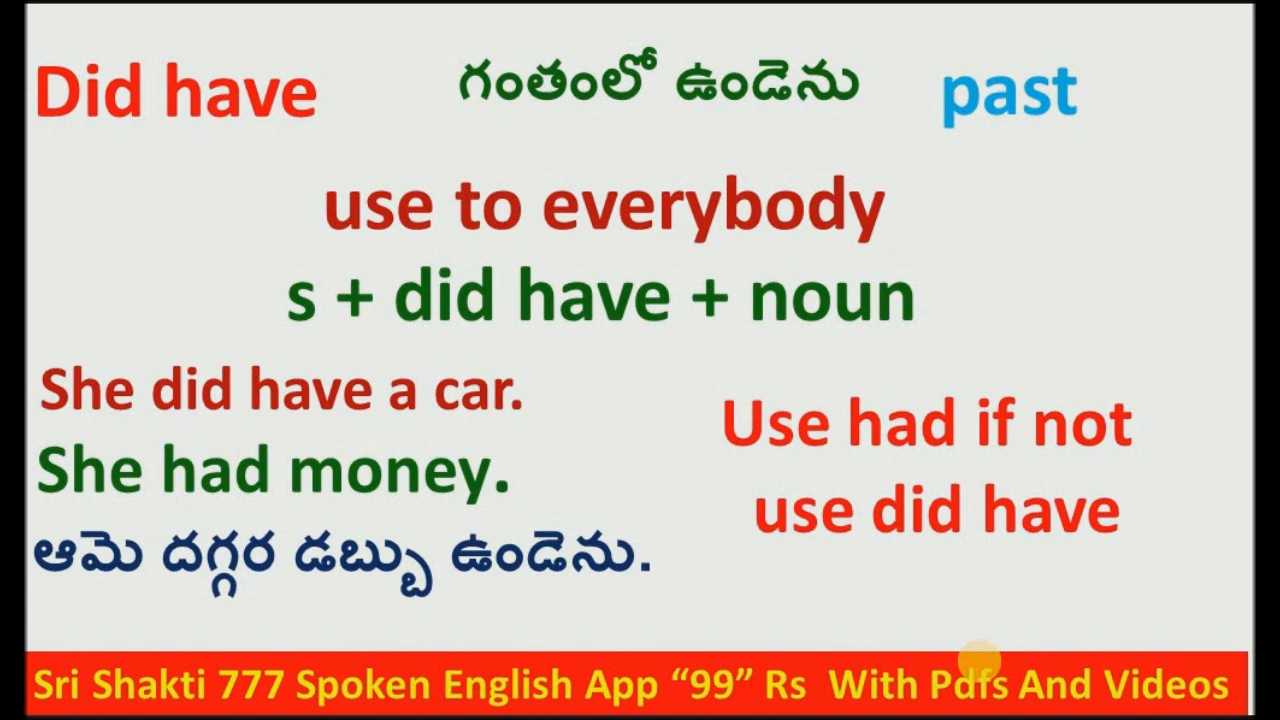 Did have గంతంలో ఉండెను past
use to everybody
s + did have + noun
She did have a car.
She had money.
ఆమె దగ్గర డబ్బు ఉండెను.
Use had if not
use did have
Sri Shakti 777 Spoken English App “99” Rs With Pdfs And Videos